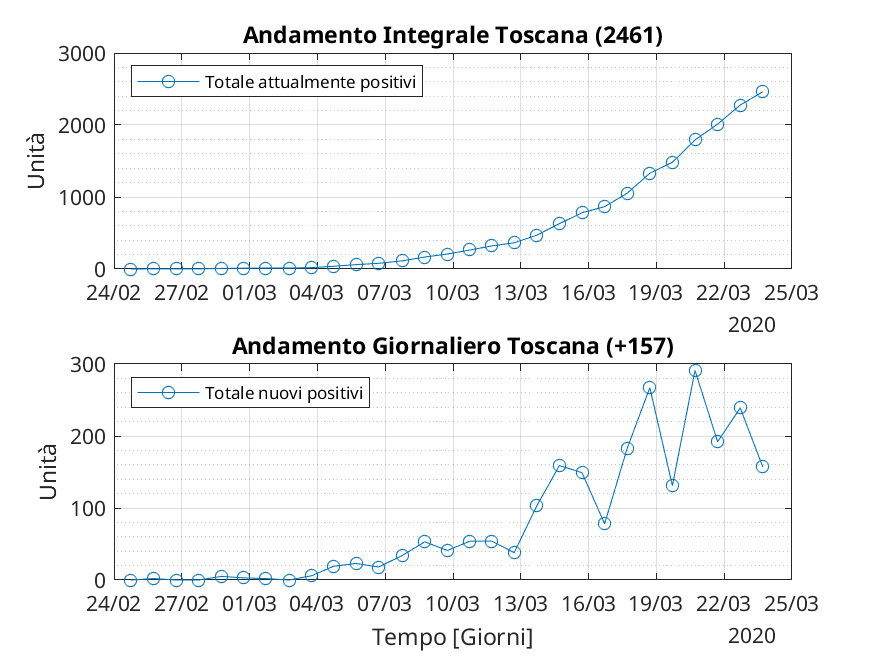 Andamento Integrale Toscana (2461)
3000
2000
1000
0
Unità
Totale attualmente positivi
24/02 27/02 01/03 04/03 07/03 10/03 13/03 16/03 19/03 22/03 25/03
2020
Andamento Giornaliero Toscana (+157)
300
200
100
0
Unità
Totale nuovi positivi
24/02 27/02 01/03 04/03 07/03 10/03 13/03 16/03 19/03 22/03 25/03
Tempo [Giorni]
2020